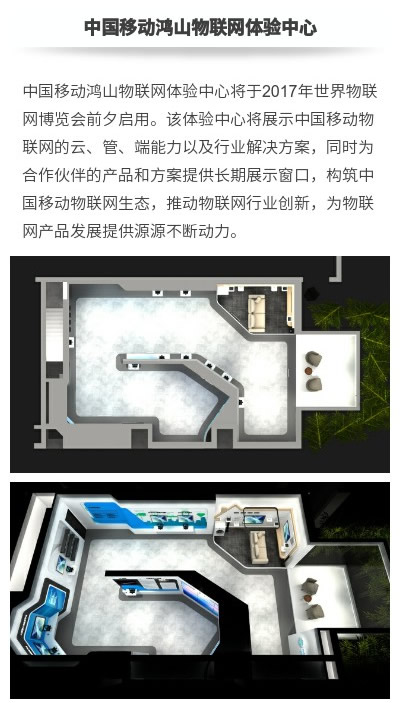 中国移动鸿山物联网体验中心
中国移动鸿山物联网体验中心将于2017年世界物联
网博览会前夕启用。该体验中心将展示中国移动物
联网的云、管、端能力以及行业解决方案，同时为
合作伙伴的产品和方案提供长期展示窗口，构筑中
国移动物联网生态，推动物联网行业创新，为物联
网产品发展提供源源不断动力。